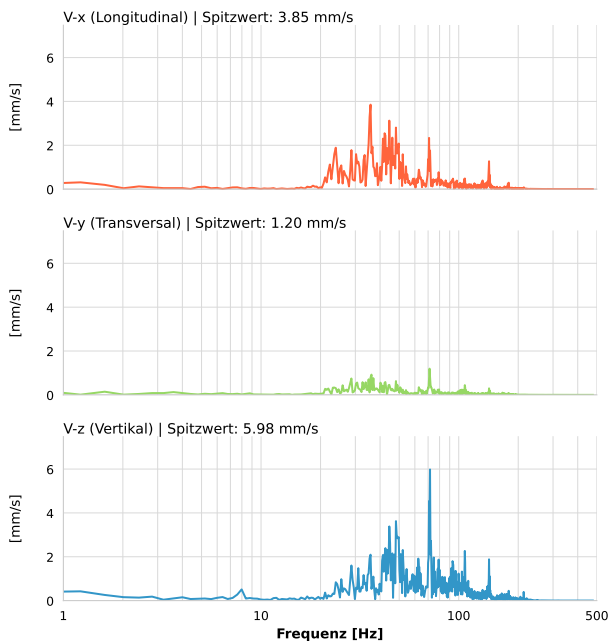 V-x (Longitudinal) | Spitzwert: 3.85 mm/s
6
4
2
0
[mm/s]
V-y (Transversal) | Spitzwert: 1.20 mm/s
6
4
2
0
[mm/s]
V-z (Vertikal) | Spitzwert: 5.98 mm/s
6
4
2
0
[mm/s]
1 10 100 500
Frequenz [Hz]